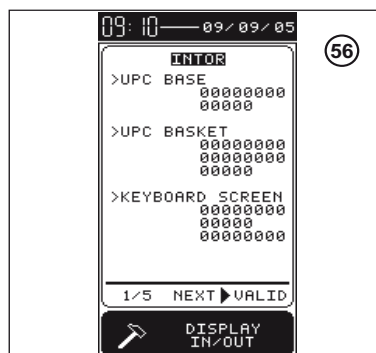 09:10 09/09/05
56
INTOR
>UPC BASE
00000000
00000
>UPC BASKET
00000000
00000000
00000
>KEYBOARD SCREEN
00000000
00000
00000000
1/5 NEXT▶VALID
DISPLAY
IN/OUT